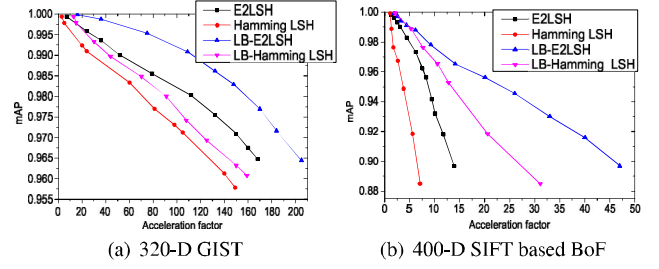 1.000
0.995
0.990
0.985
0.980
0.975
0.970
0.965
0.960
0.955
mAP
0 20 40 60 80 100 120 140 160 180 200
Acceleration factor
E2LSH
Hamming LSH
LB-E2LSH
LB-Hamming LSH
(a) 320-D GIST
1.00
0.98
0.96
0.94
0.92
0.90
0.88
mAP
0 5 10 15 20 25 30 35 40 45 50
Acceleration factor
E2LSH
Hamming LSH
LB-E2LSH
LB-Hamming LSH
(b) 400-D SIFT based BoF